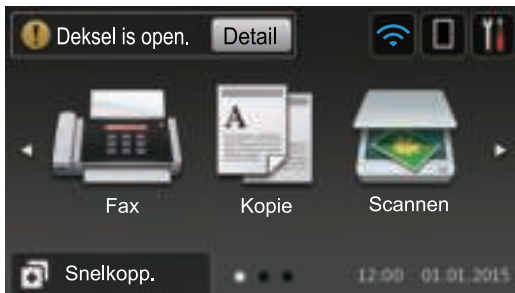 Deksel is open. Detail
Fax Kopie Scannen
Snelkopp. 12:00 01.01.2015